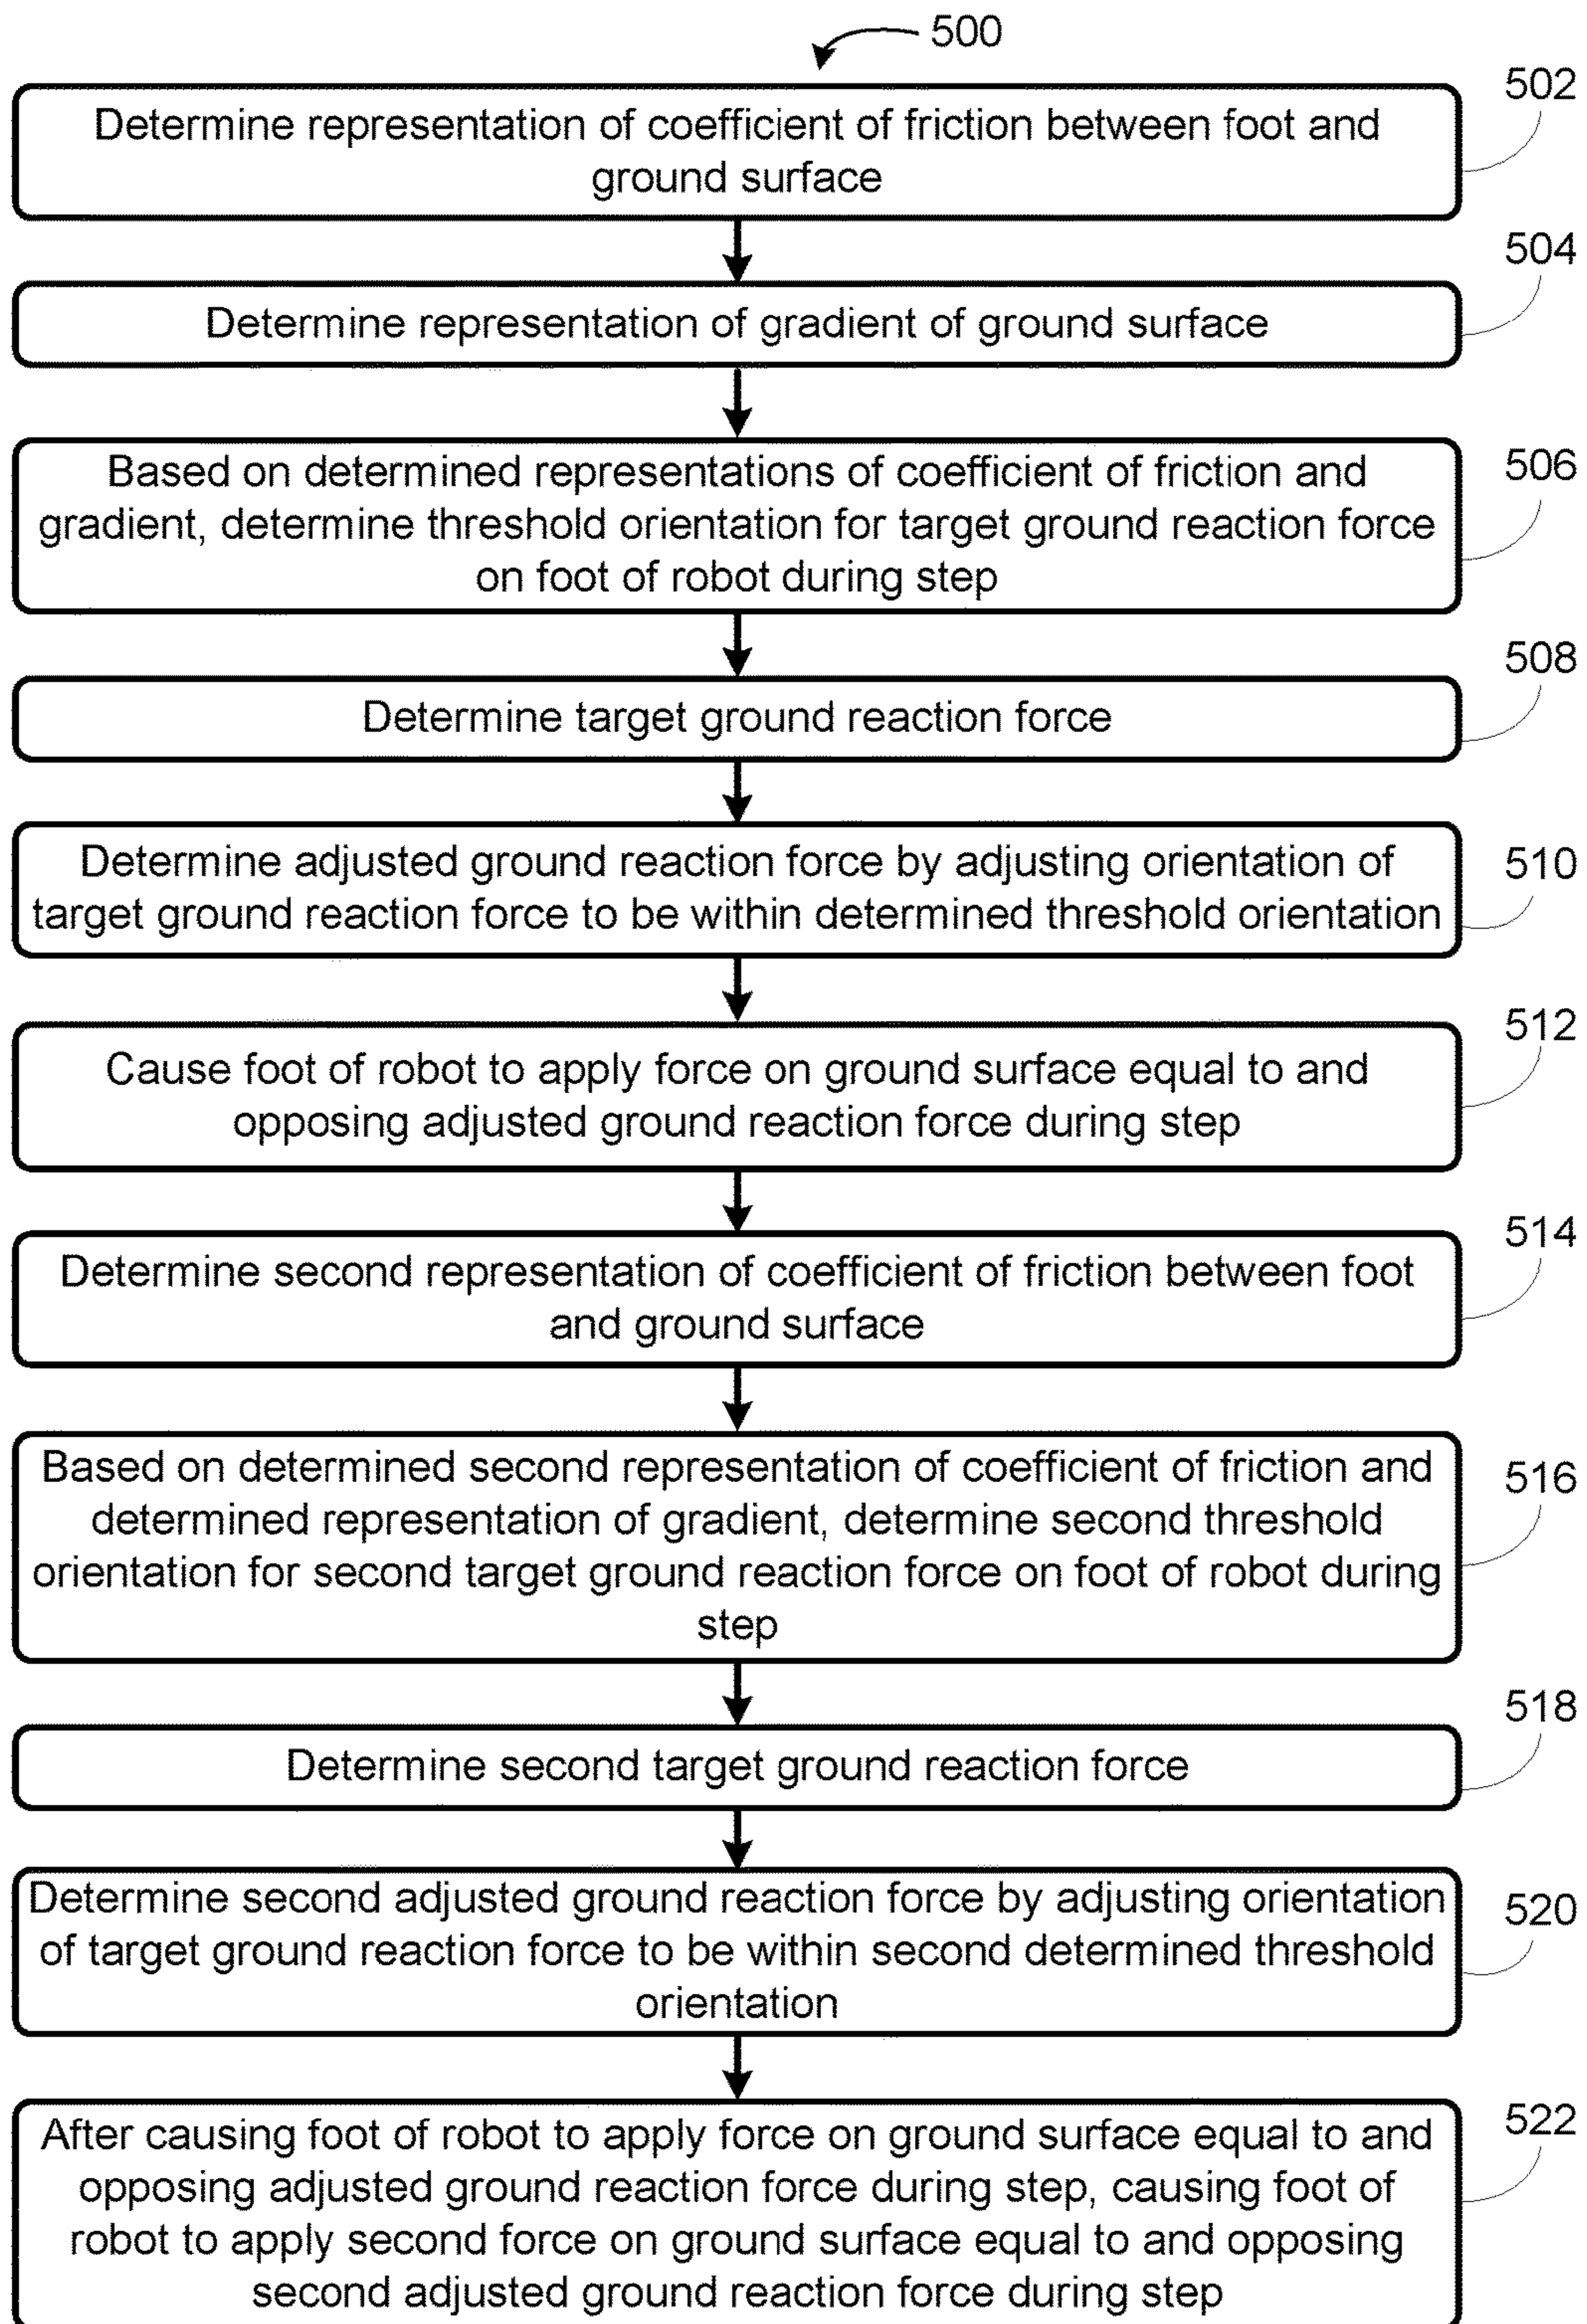 500
502
Determine representation of coefficient of friction between foot and
ground surface
504
Determine representation of gradient of ground surface
506
Based on determined representations of coefficient of friction and
gradient, determine threshold orientation for target ground reaction force
on foot of robot during step
508
Determine target ground reaction force
510
Determine adjusted ground reaction force by adjusting orientation of
target ground reaction force to be within determined threshold orientation
512
Cause foot of robot to apply force on ground surface equal to and
opposing adjusted ground reaction force during step
514
Determine second representation of coefficient of friction between foot
and ground surface
516
Based on determined second representation of coefficient of friction and
determined representation of gradient, determine second threshold
orientation for second target ground reaction force on foot of robot during
step
518
Determine second target ground reaction force
520
Determine second adjusted ground reaction force by adjusting orientation
of target ground reaction force to be within second determined threshold
orientation
522
After causing foot of robot to apply force on ground surface equal to and
opposing adjusted ground reaction force during step, causing foot of
robot to apply second force on ground surface equal to and opposing
second adjusted ground reaction force during step